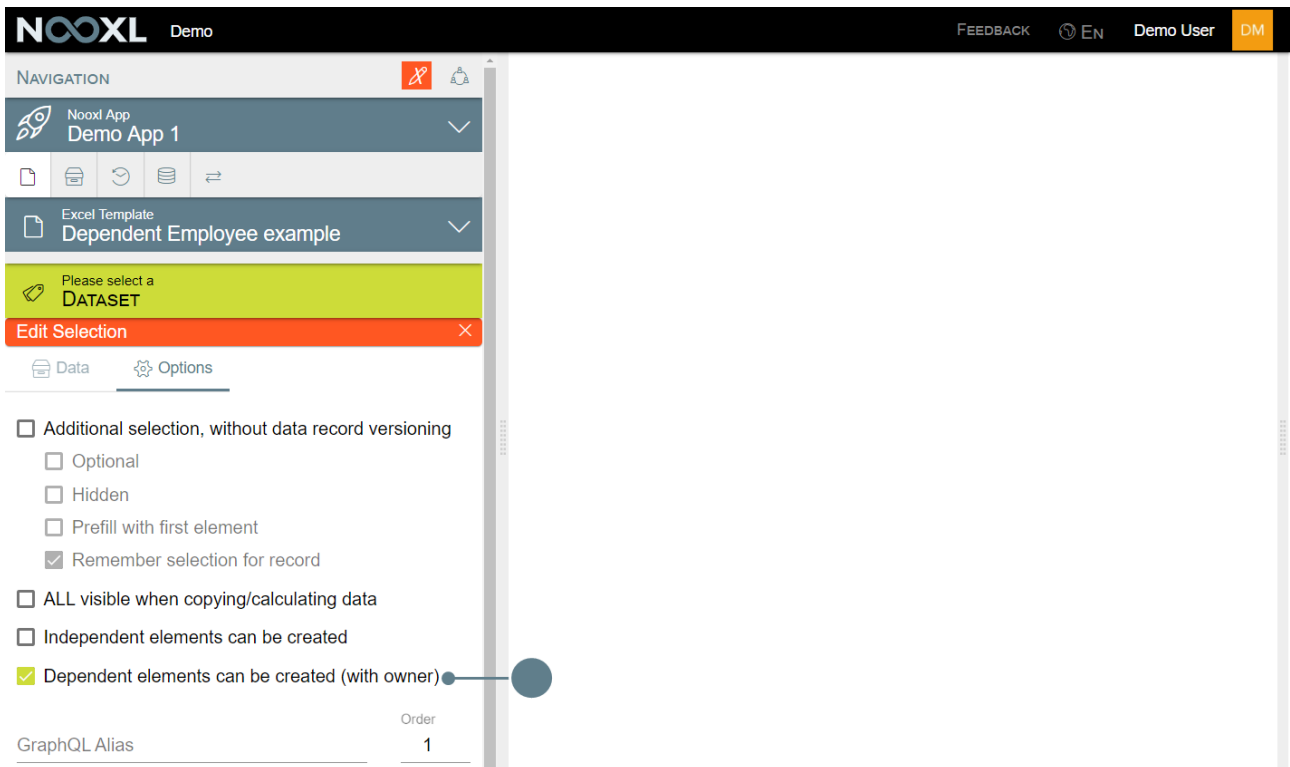 NOOXL Demo FEEDBACK EN Demo User DM
NAVIGATION
Nooxl App
Demo App 1
Excel Template
Dependent Employee example
Please select a
DATASET
Edit Selection
Data Options
Additional selection, without data record versioning
Optional
Hidden
Prefill with first element
Remember selection for record
ALL visible when copying/calculating data
Independent elements can be created
Dependent elements can be created (with owner)
Order
GraphQL Alias 1